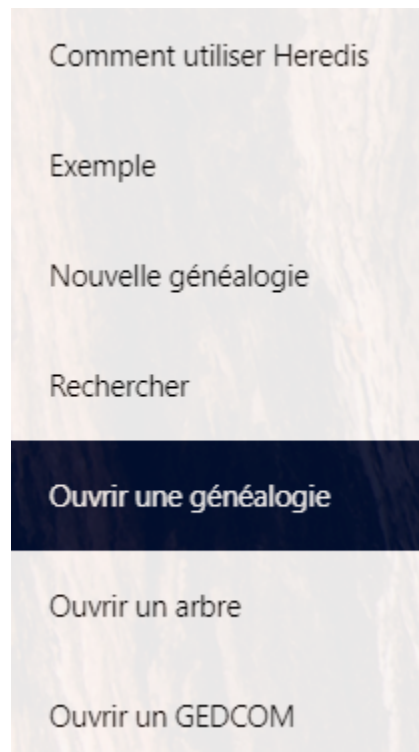 Comment utiliser Heredis
Exemple
Nouvelle généalogie
Rechercher
Ouvrir une généalogie
Ouvrir un arbre
Ouvrir un GEDCOM